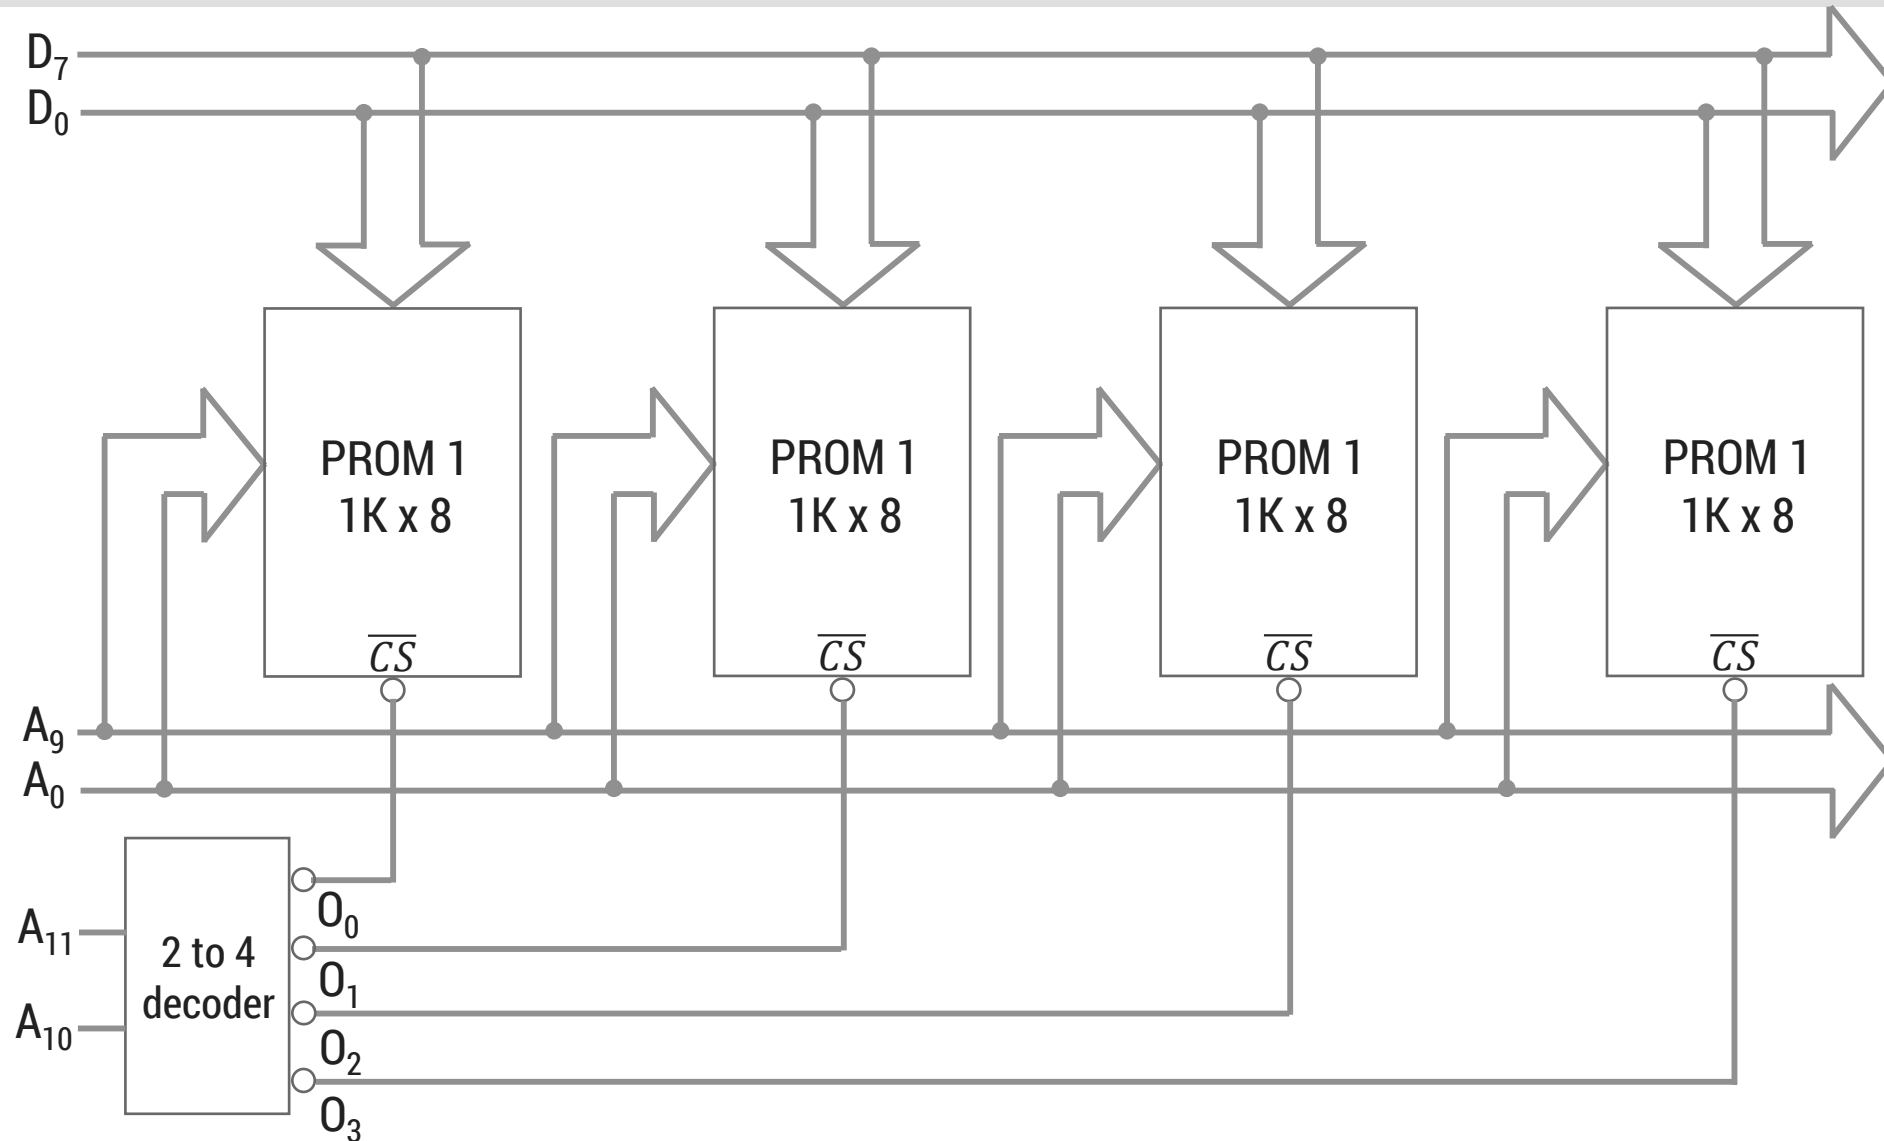 D7
D0
PROM 1
1K x 8
CS
PROM 1
1K x 8
CS
PROM 1
1K x 8
CS
PROM 1
1K x 8
CS
A9
A0
A11
A10
2 to 4
decoder
O0
O1
O2
O3